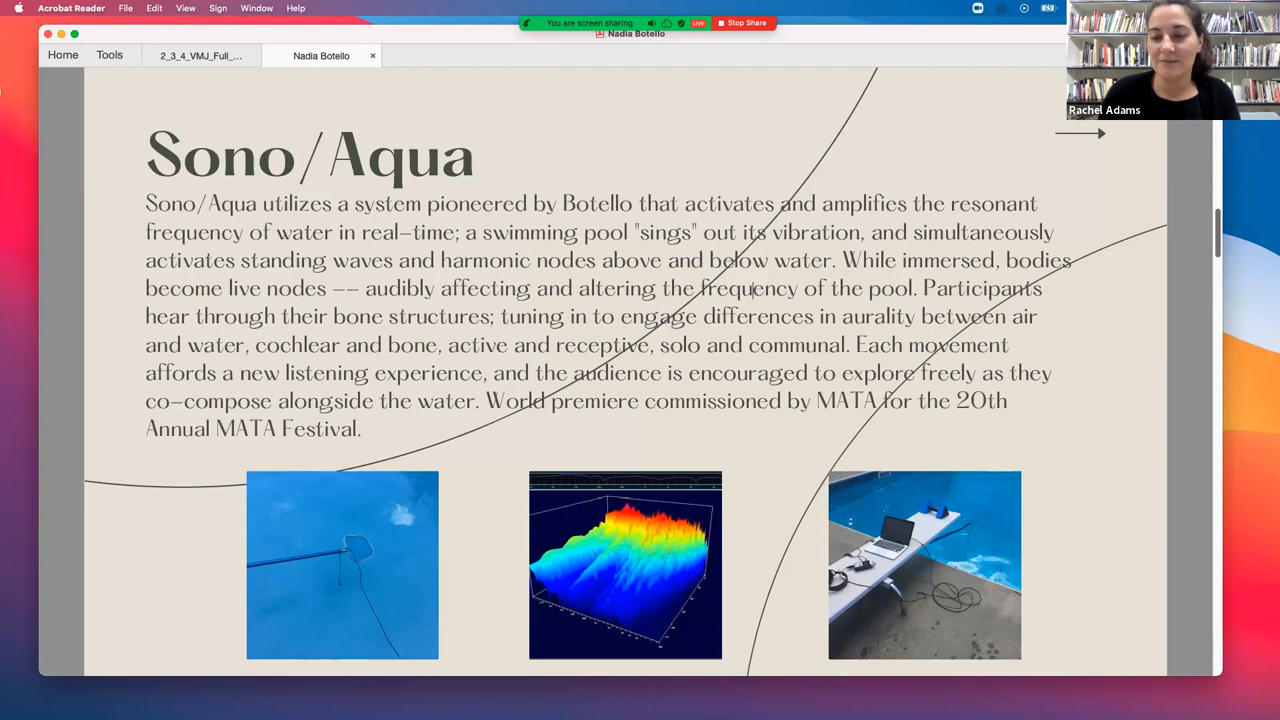 Acrobat Reader File Edit View Sign Window Help
You are screen sharing LIVE Stop Share
Nadia Botello
Home Tools 2_3_4_VMJ_Full_... Nadia Botello ×
Rachel Adams
Sono/Aqua
Sono/Aqua utilizes a system pioneered by Botello that activates and amplifies the resonant
frequency of water in real-time; a swimming pool "sings" out its vibration, and simultaneously
activates standing waves and harmonic nodes above and below water. While immersed, bodies
become live nodes -- audibly affecting and altering the frequency of the pool. Participants
hear through their bone structures; tuning in to engage differences in aurality between air
and water, cochlear and bone, active and receptive, solo and communal. Each movement
affords a new listening experience, and the audience is encouraged to explore freely as they
co-compose alongside the water. World premiere commissioned by MATA for the 20th
Annual MATA Festival.